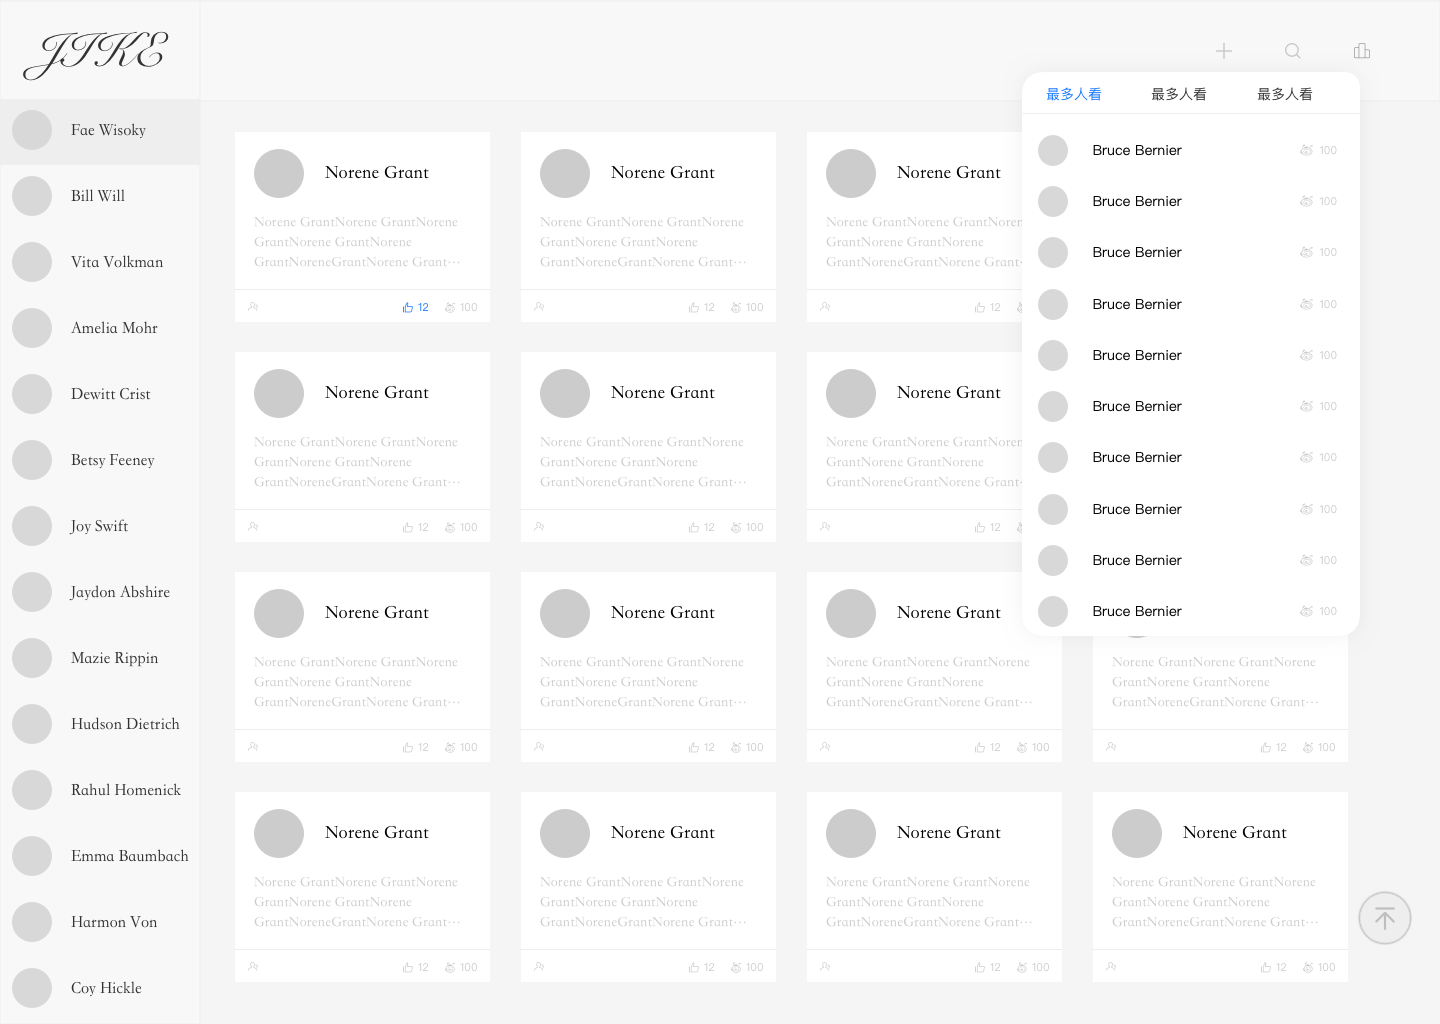 JIKE
Fae Wisoky
Bill Will
Vita Volkman
Amelia Mohr
Dewitt Crist
Betsy Feeney
Joy Swift
Jaydon Abshire
Mazie Rippin
Hudson Dietrich
Rahul Homenick
Emma Baumbach
Harmon Von
Coy Hickle
Norene Grant
Norene GrantNorene GrantNorene
GrantNorene GrantNorene
GrantNoreneGrantNorene Grant···
12 100
Norene Grant
Norene GrantNorene GrantNorene
GrantNorene GrantNorene
GrantNoreneGrantNorene Grant···
12 100
Norene Grant
Norene GrantNorene GrantNorene
GrantNorene GrantNorene
GrantNoreneGrantNorene Grant·
12
Norene Grant
Norene GrantNorene GrantNorene
GrantNorene GrantNorene
GrantNoreneGrantNorene Grant···
12 100
Norene Grant
Norene GrantNorene GrantNorene
GrantNorene GrantNorene
GrantNoreneGrantNorene Grant···
12 100
Norene Grant
Norene GrantNorene GrantNorene
GrantNorene GrantNorene
GrantNoreneGrantNorene Grant·
12
Norene Grant
Norene GrantNorene GrantNorene
GrantNorene GrantNorene
GrantNoreneGrantNorene Grant···
12 100
Norene Grant
Norene GrantNorene GrantNorene
GrantNorene GrantNorene
GrantNoreneGrantNorene Grant···
12 100
Norene Grant
Norene GrantNorene GrantNorene
GrantNorene GrantNorene
GrantNoreneGrantNorene Grant···
12 100
Norene GrantNorene GrantNorene
GrantNorene GrantNorene
GrantNoreneGrantNorene Grant···
12 100
Norene Grant
Norene GrantNorene GrantNorene
GrantNorene GrantNorene
GrantNoreneGrantNorene Grant···
12 100
Norene Grant
Norene GrantNorene GrantNorene
GrantNorene GrantNorene
GrantNoreneGrantNorene Grant···
12 100
Norene Grant
Norene GrantNorene GrantNorene
GrantNorene GrantNorene
GrantNoreneGrantNorene Grant···
12 100
Norene Grant
Norene GrantNorene GrantNorene
GrantNorene GrantNorene
GrantNoreneGrantNorene Grant···
12 100
最多人看 最多人看 最多人看
Bruce Bernier 100
Bruce Bernier 100
Bruce Bernier 100
Bruce Bernier 100
Bruce Bernier 100
Bruce Bernier 100
Bruce Bernier 100
Bruce Bernier 100
Bruce Bernier 100
Bruce Bernier 100